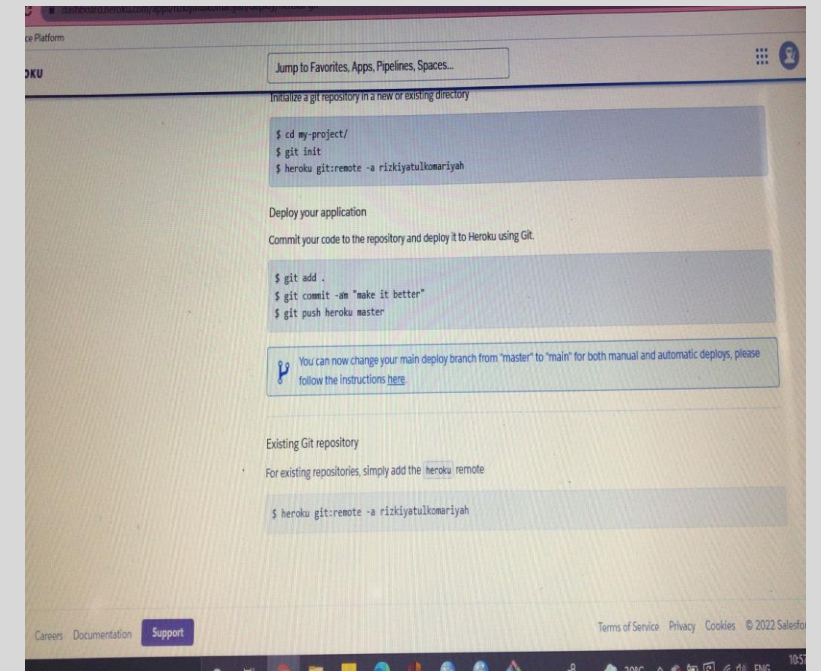 ce Platform
OKU
Jump to Favorites, Apps, Pipelines, Spaces...
Initialize a git repository in a new or existing directory
$ cd my-project/
$ git init
$ heroku git:remote -a rizkiyatulkomariyah
Deploy your application
Commit your code to the repository and deploy it to Heroku using Git.
$ git add .
$ git commit -am "make it better"
$ git push heroku master
You can now change your main deploy branch from "master" to "main" for both manual and automatic deploys, please
follow the instructions here.
Existing Git repository
For existing repositories, simply add the heroku remote
$ heroku git:remote -a rizkiyatulkomariyah
Careers Documentation Support
Terms of Service Privacy Cookies © 2022 Salesfo
ENG
10:57